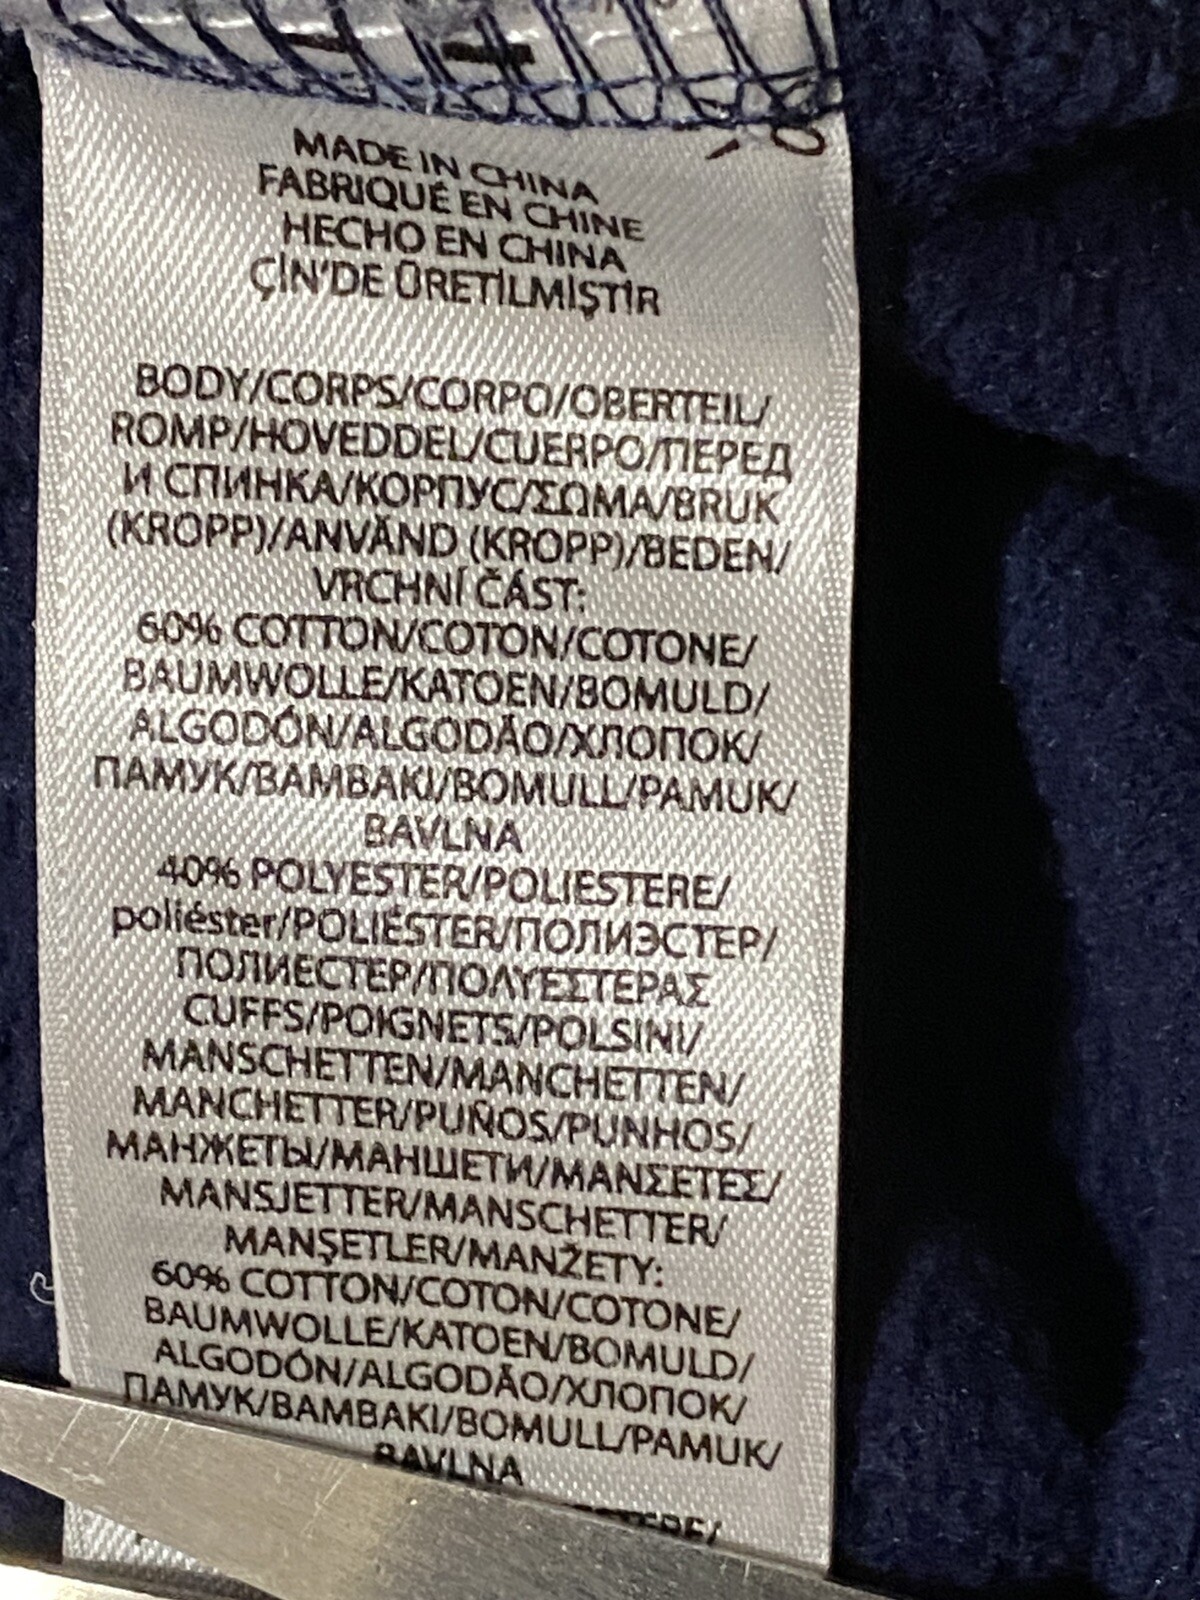 MADE IN CHINA
FABRIQUÉ EN CHINE
HECHO EN CHINA
ÇİN'DE ÜRETİLMİŞTİR
BODY/CORPS/CORPO/OBERTEIL/
ROMP/HOVEDDEL/CUERPO/ПЕРЕД
И СПИНКА/КОРПУС/ΣΩΜΑ/BRUK
(KROPP)/ANVÄND (KROPP)/BEDEN/
VRCHNÍ ČÁST:
60% COTTON/COTON/COTONE/
BAUMWOLLE/KATOEN/BOMULD/
ALGODÓN/ALGODÃO/ХЛОПОК/
ПАМУК/BAMBAKI/BOMULL/PAMUK/
BAVLNA
40% POLYESTER/POLIESTERE/
poliéster/POLIÉSTER/ПОЛИЭСТЕР/
ПОЛИЕСТЕР/ΠΟΛΥΕΣΤΕΡΑΣ
CUFFS/POIGNETS/POLSINI/
MANSCHETTEN/MANCHETTEN/
MANCHETTER/PUÑOS/PUNHOS/
МАНЖЕТЫ/МАНШЕТИ/ΜΑΝΣΕΤΕΣ/
MANSJETTER/MANSCHETTER/
MANŞETLER/MANŽETY:
60% COTTON/COTON/COTONE/
BAUMWOLLE/KATOEN/BOMULD/
ALGODÓN/ALGODÃO/ХЛОПОК/
ПАМУК/BAMBAKI/BOMULL/PAMUK/
BAVLNA